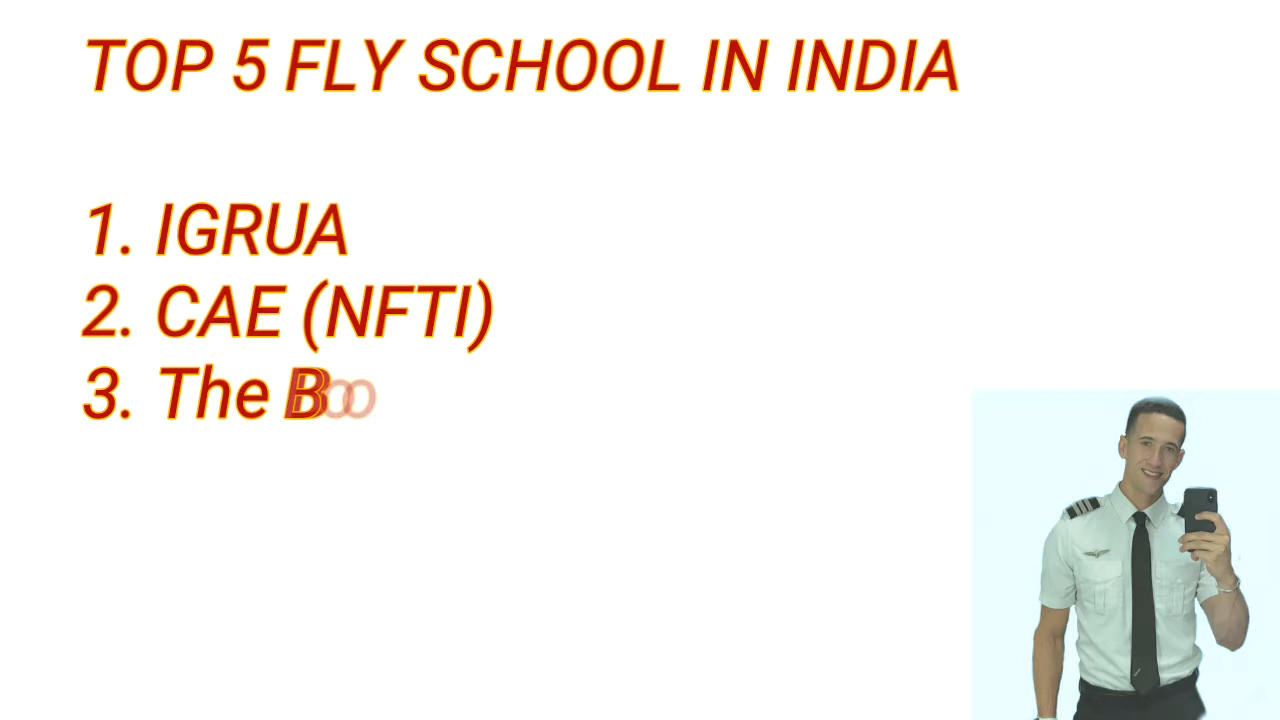 TOP 5 FLY SCHOOL IN INDIA
1. IGRUA
2. CAE (NFTI)
3. The